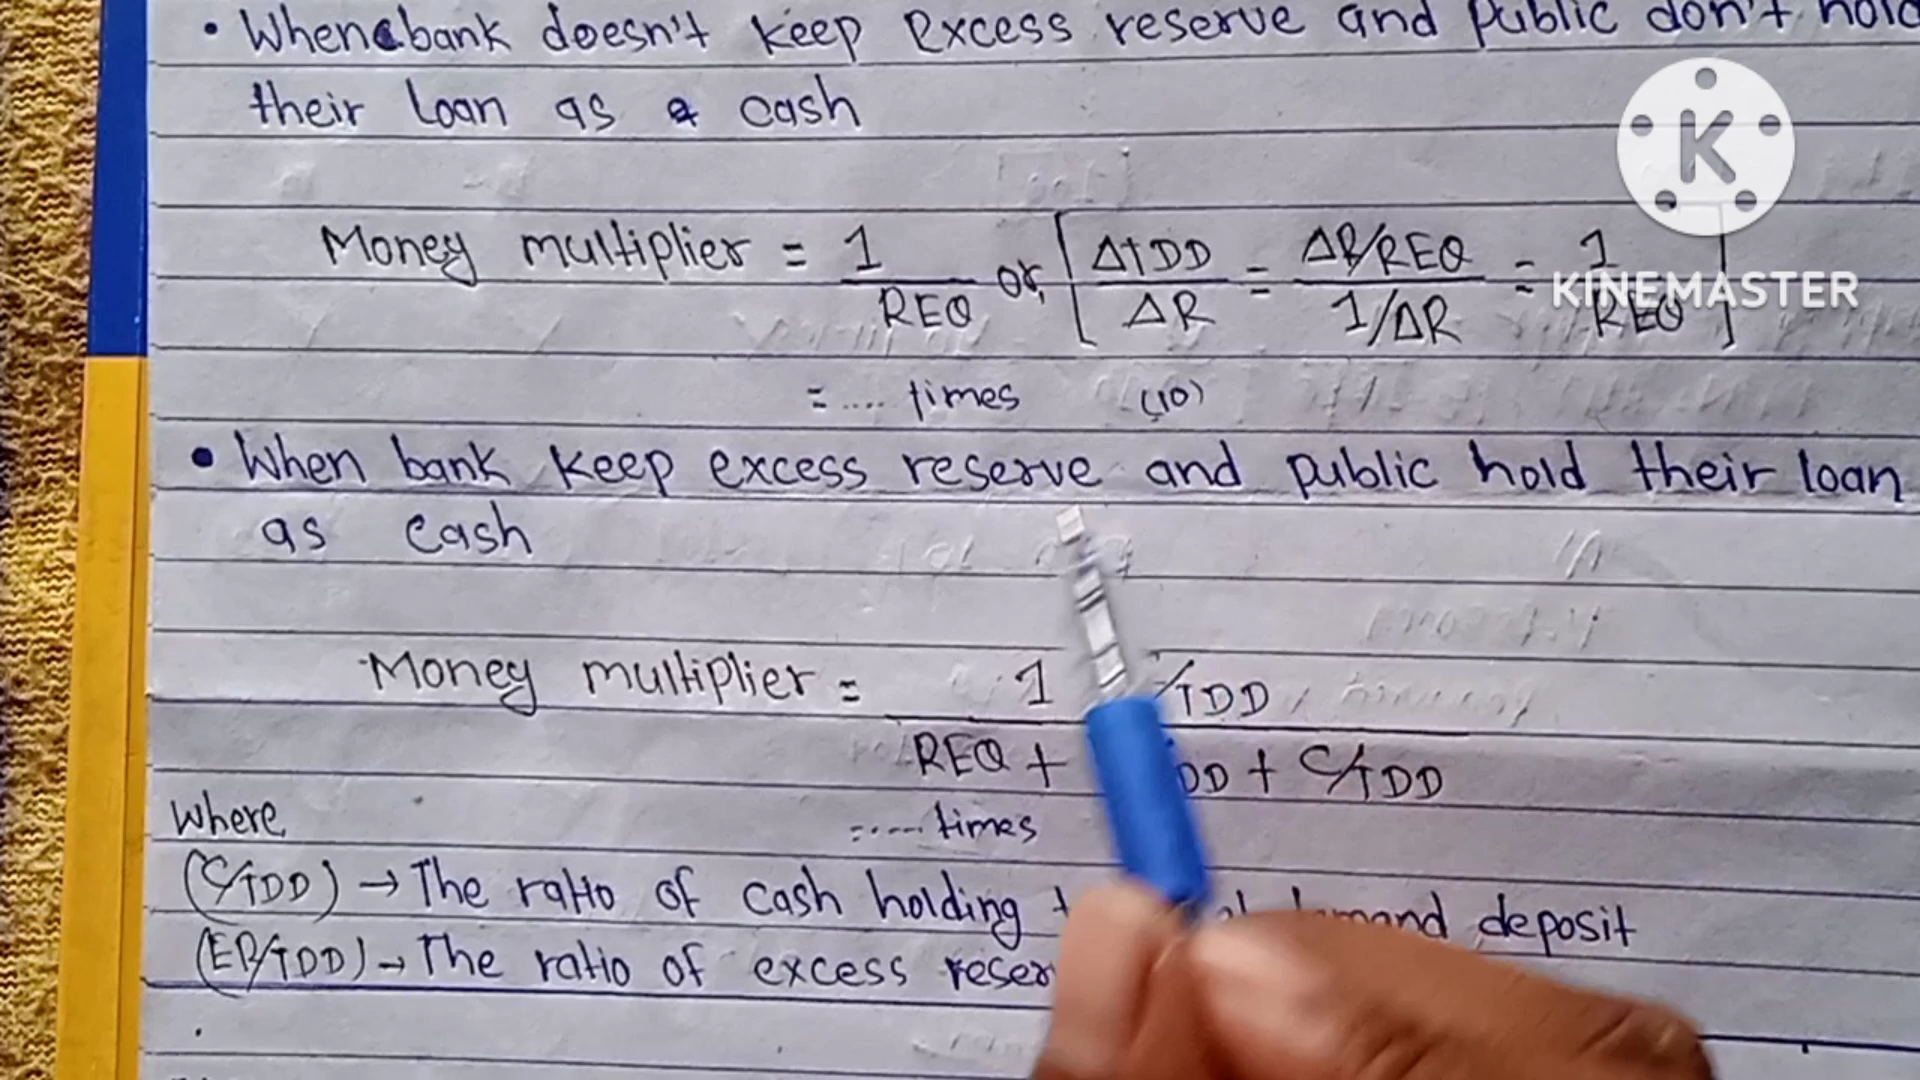 • When bank doesn't keep excess reserve and public don't hold
their loan as a cash
Money multiplier = 1/REQ or, [ΔTDD/ΔR = ΔR/REQ / 1/ΔR = 1/REQ]
= .... times (10)
• When bank keep excess reserve and public hold their loan
as cash
Money multiplier = 1 /TDD
REQ + DD + C/TDD
Where = ..... times
(C/TDD) → The ratio of cash holding demand deposit
(ER/TDD) → The ratio of excess reser
K
KINEMASTER